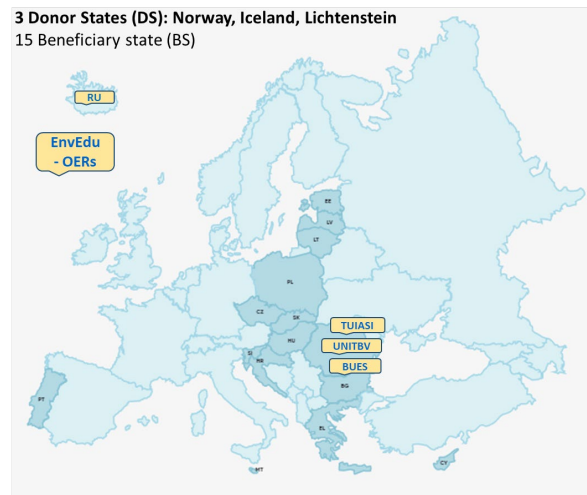 3 Donor States (DS): Norway, Iceland, Lichtenstein
15 Beneficiary state (BS)
RU
EnvEdu
- OERs
EE
LV
LT
PL
CZ
SK
TUIASI
HU
UNITBV
SI
HR
BUES
BG
PT
EL
CY
MT